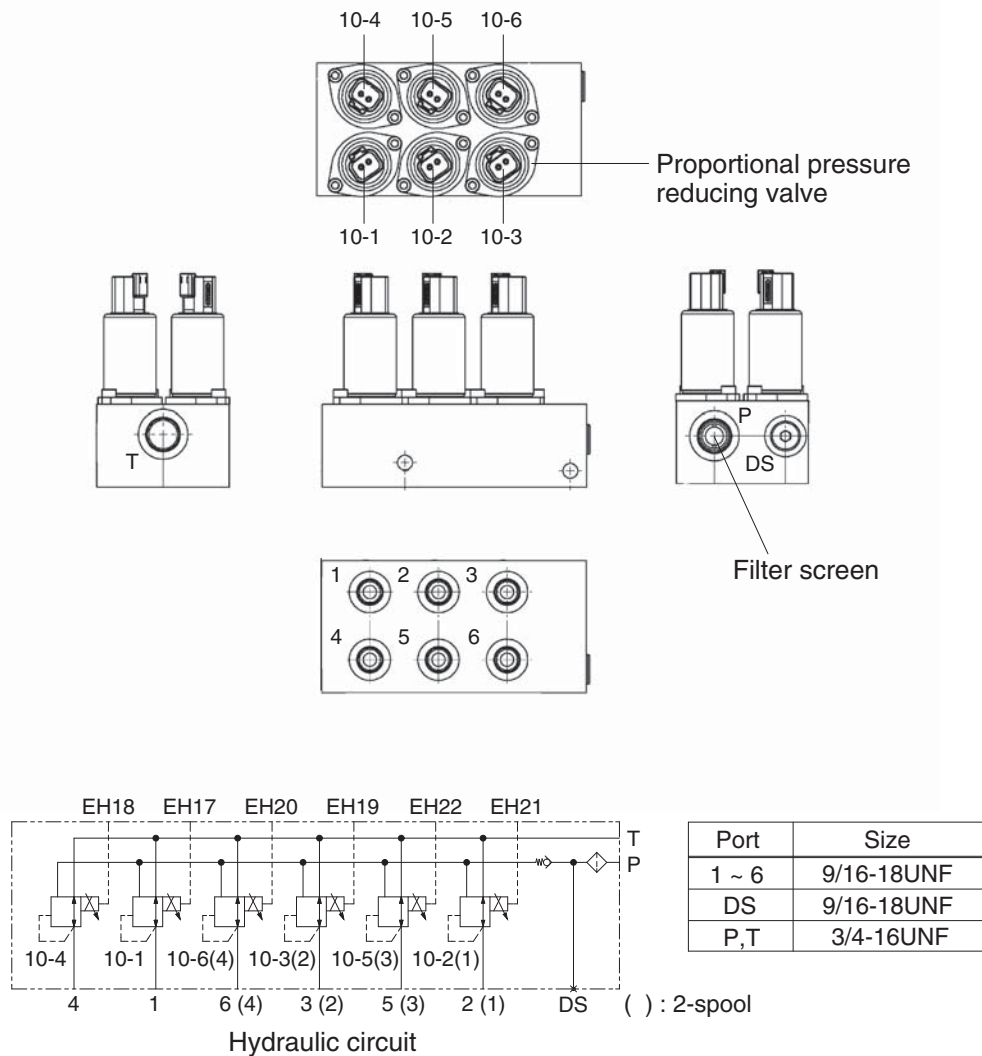 10-4 10-5 10-6
Proportional pressure
reducing valve
10-1 10-2 10-3
T
P
DS
Filter screen
1 2 3
4 5 6
EH18 EH17 EH20 EH19 EH22 EH21
T
P
10-4 10-1 10-6(4) 10-3(2) 10-5(3) 10-2(1)
4 1 6 (4) 3 (2) 5 (3) 2 (1) DS ( ) : 2-spool
Hydraulic circuit
Port Size
1 ~ 6 9/16-18UNF
DS 9/16-18UNF
P,T 3/4-16UNF